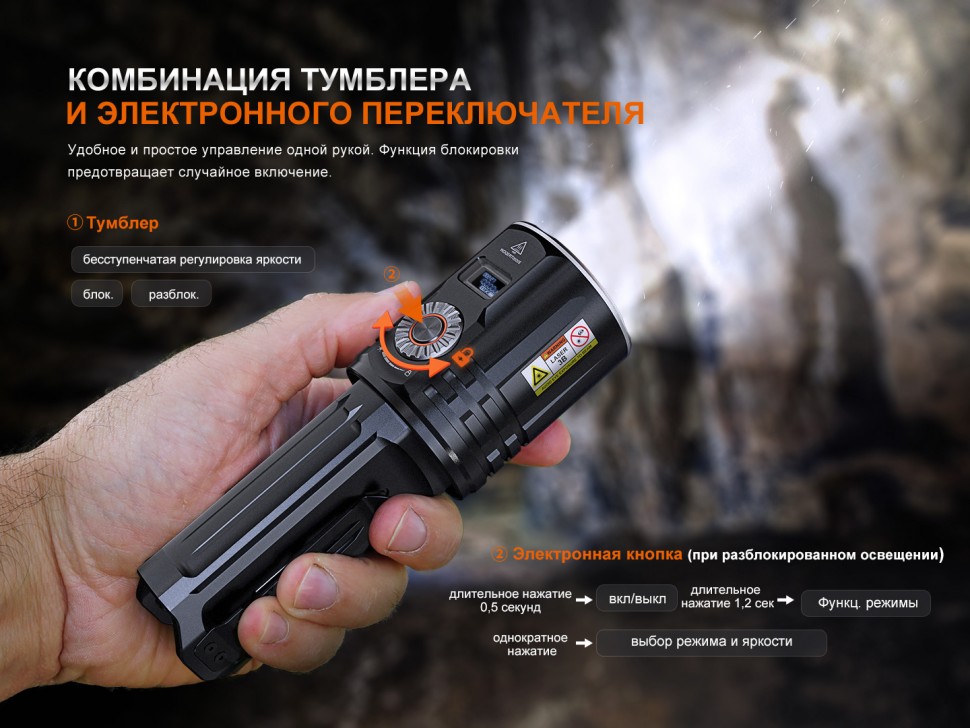 КОМБИНАЦИЯ ТУМБЛЕРА
И ЭЛЕКТРОННОГО ПЕРЕКЛЮЧАТЕЛЯ
Удобное и простое управление одной рукой. Функция блокировки
предотвращает случайное включение.
① Тумблер
бесступенчатая регулировка яркости
блок.
разблок.
②
WARNING
LASER
3B
② Электронная кнопка (при разблокированном освещении)
длительное нажатие
0,5 секунд
вкл/выкл
длительное
нажатие 1,2 сек
Функц. режимы
однократное
нажатие
выбор режима и яркости